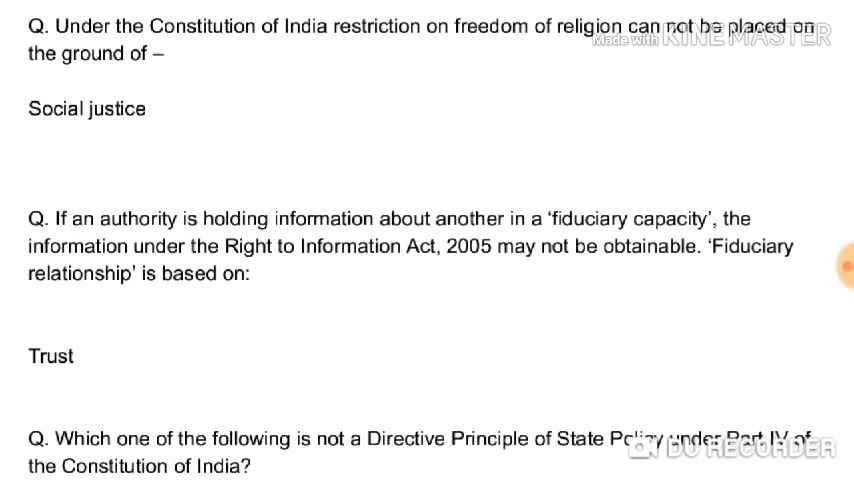 Q. Under the Constitution of India restriction on freedom of religion can not be placed on
Made with KINEMASTER
the ground of –
Social justice
Q. If an authority is holding information about another in a ‘fiduciary capacity’, the
information under the Right to Information Act, 2005 may not be obtainable. ‘Fiduciary
relationship’ is based on:
Trust
Q. Which one of the following is not a Directive Principle of State Policy under Part IV of
DU RECORDER
the Constitution of India?